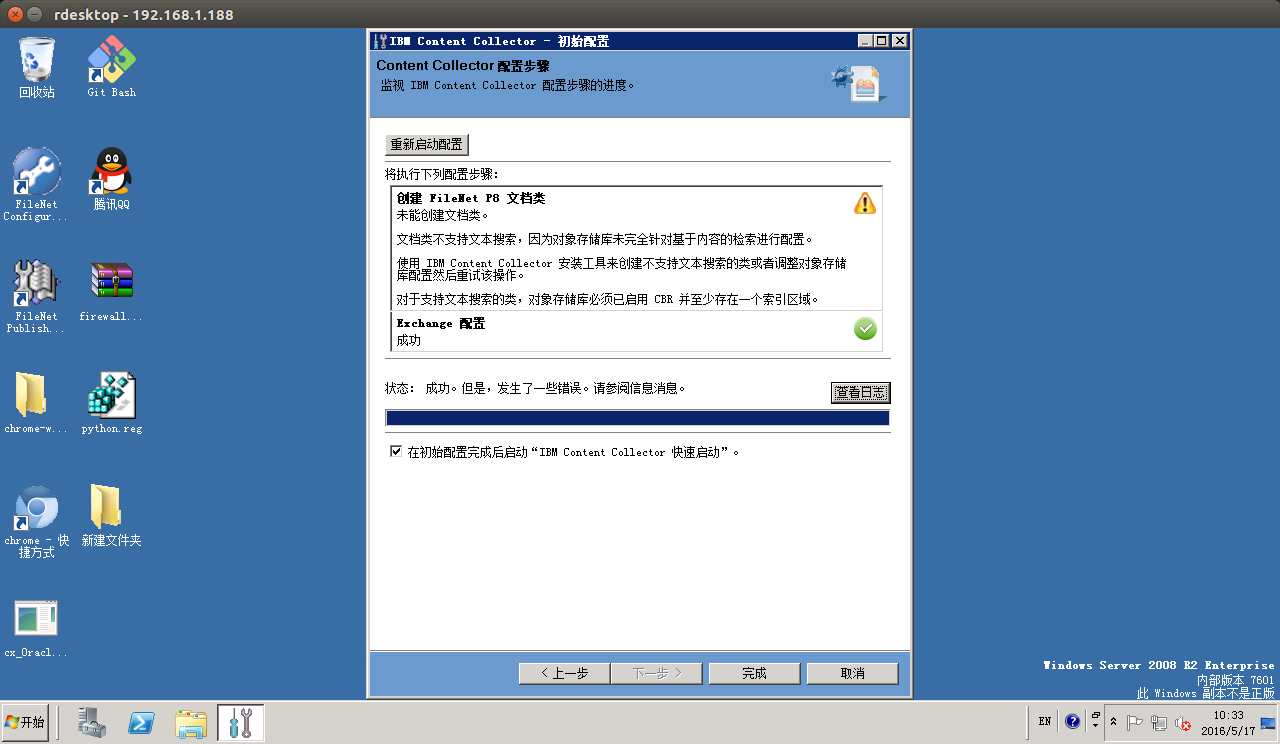 rdesktop - 192.168.1.188
回收站
Git Bash
FileNet
Configur...
腾讯QQ
FileNet
Publish...
firewall...
chrome-w...
python.reg
chrome - 快
捷方式
新建文件夹
cx_Oracl...
IBM Content Collector - 初始配置
Content Collector 配置步骤
监视 IBM Content Collector 配置步骤的进度。
重新启动配置
将执行下列配置步骤：
创建 FileNet P8 文档类
未能创建文档类。
文档类不支持文本搜索，因为对象存储库未完全针对基于内容的检索进行配置。
使用 IBM Content Collector 安装工具来创建不支持文本搜索的类或者调整对象存储
库配置然后重试该操作。
对于支持文本搜索的类，对象存储库必须已启用 CBR 并至少存在一个索引区域。
Exchange 配置
成功
状态： 成功。但是，发生了一些错误。请参阅信息消息。
查看日志
在初始配置完成后启动“IBM Content Collector 快速启动”。
< 上一步
下一步 >
完成
取消
Windows Server 2008 R2 Enterprise
内部版本 7601
此 Windows 副本不是正版
开始
EN
10:33
2016/5/17